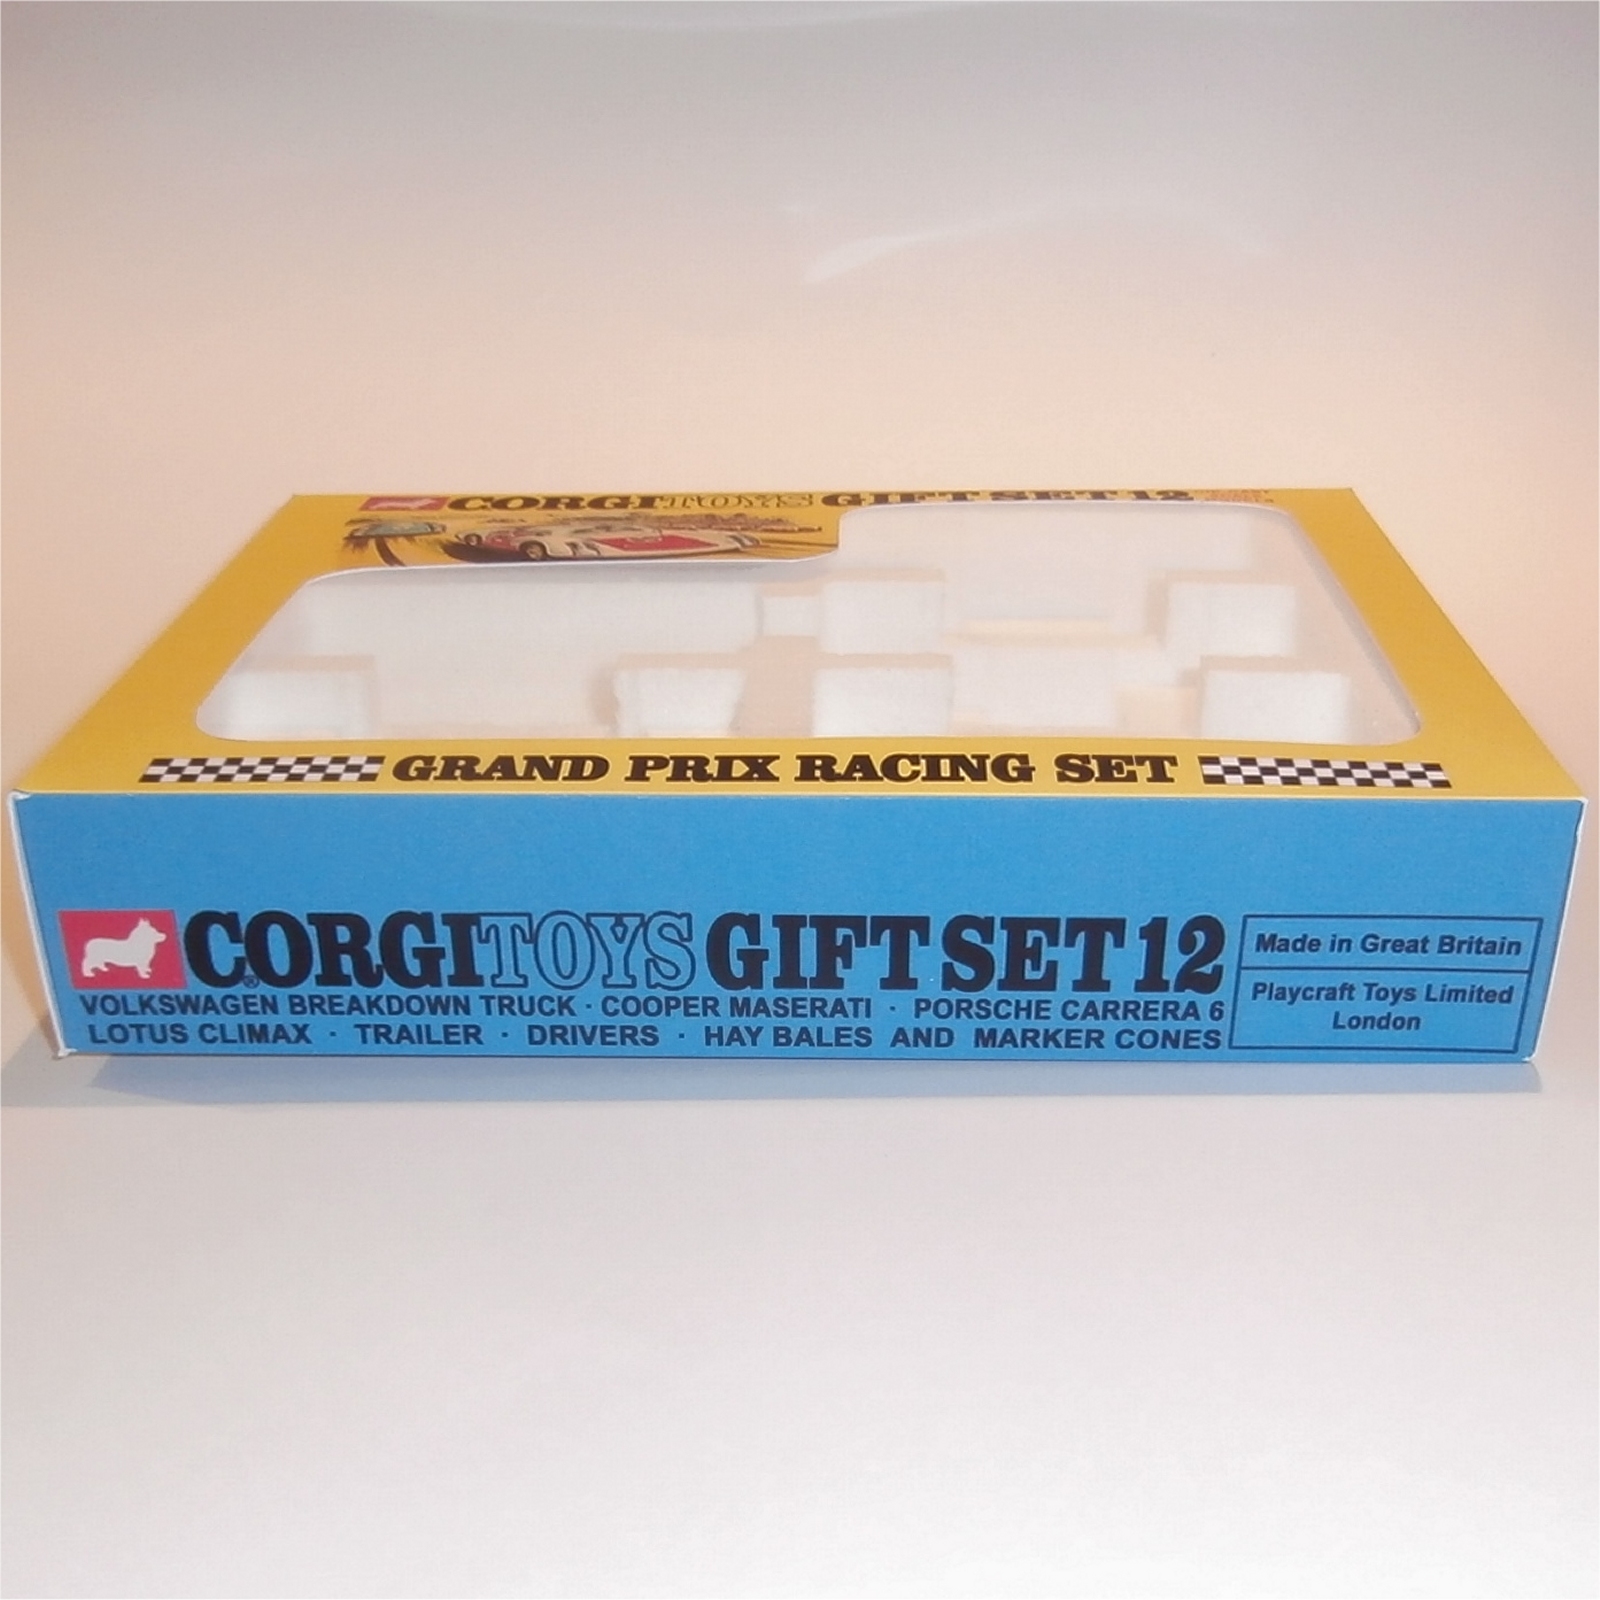 CORGI TOYS GIFT SET 12
GRAND PRIX RACING SET
CORGI TOYS GIFT SET 12
®
VOLKSWAGEN BREAKDOWN TRUCK · COOPER MASERATI · PORSCHE CARRERA 6
LOTUS CLIMAX · TRAILER · DRIVERS · HAY BALES AND MARKER CONES
Made in Great Britain
Playcraft Toys Limited
London